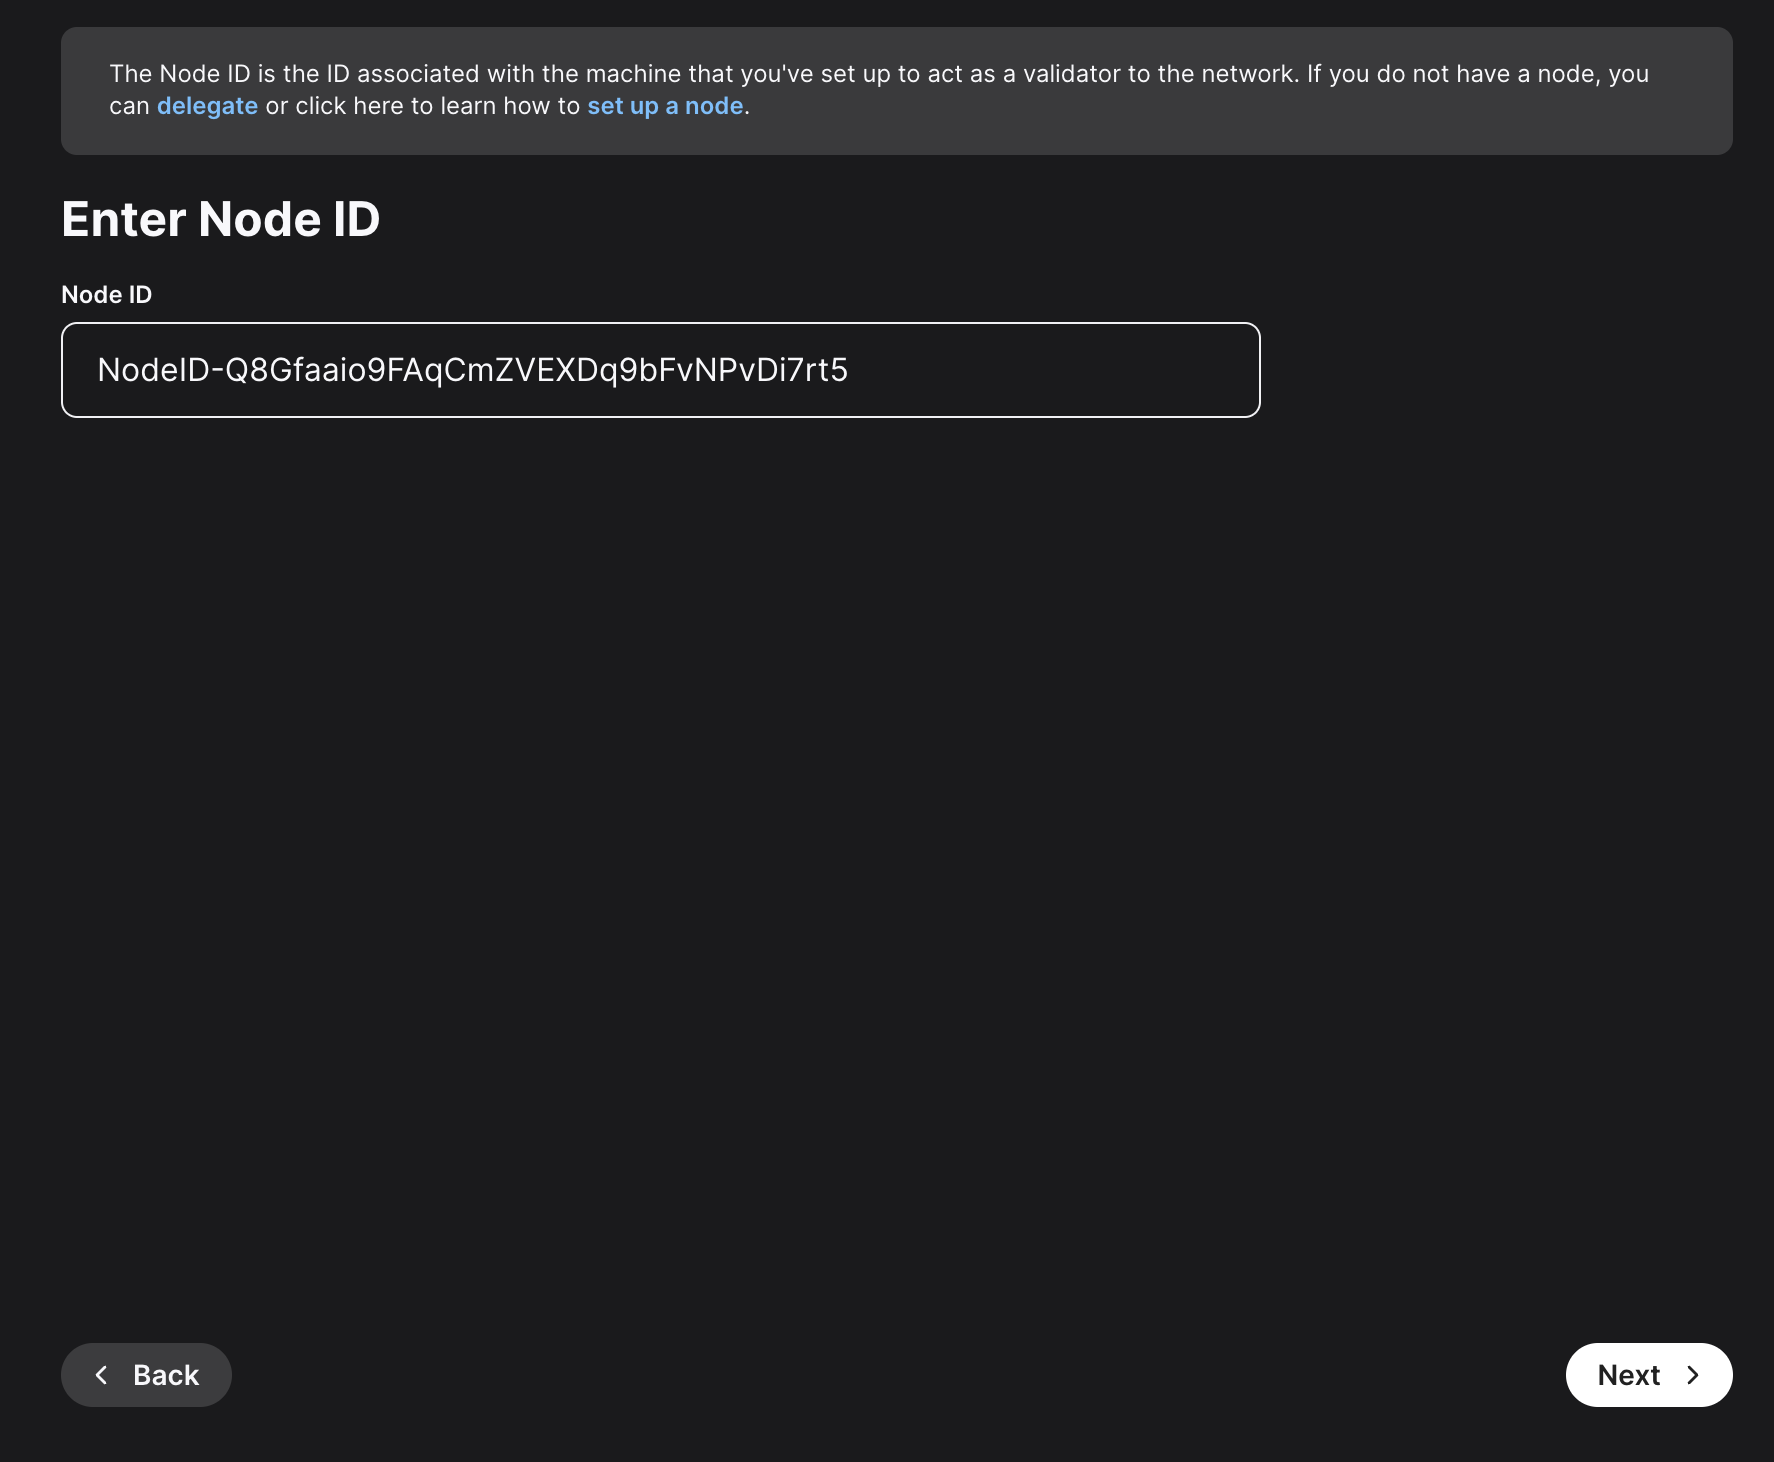 The Node ID is the ID associated with the machine that you've set up to act as a validator to the network. If you do not have a node, you
can delegate or click here to learn how to set up a node.
Enter Node ID
Node ID
NodeID-Q8Gfaaio9FAqCmZVEXDq9bFvNPvDi7rt5
Back
Next